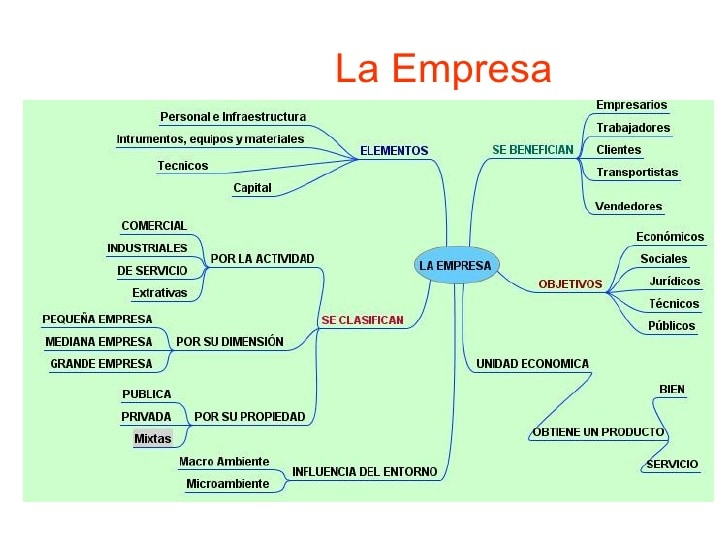 La Empresa
Personal e Infraestructura
Intrumentos, equipos y materiales
Tecnicos
Capital
ELEMENTOS
Empresarios
Trabajadores
Clientes
Transportistas
Vendedores
SE BENEFICIAN
LA EMPRESA
COMERCIAL
INDUSTRIALES
DE SERVICIO
Extrativas
POR LA ACTIVIDAD
PEQUEÑA EMPRESA
MEDIANA EMPRESA
GRANDE EMPRESA
POR SU DIMENSIÓN
SE CLASIFICAN
PUBLICA
PRIVADA
Mixtas
POR SU PROPIEDAD
Macro Ambiente
Microambiente
INFLUENCIA DEL ENTORNO
OBJETIVOS
Económicos
Sociales
Jurídicos
Técnicos
Públicos
UNIDAD ECONOMICA
OBTIENE UN PRODUCTO
BIEN
SERVICIO